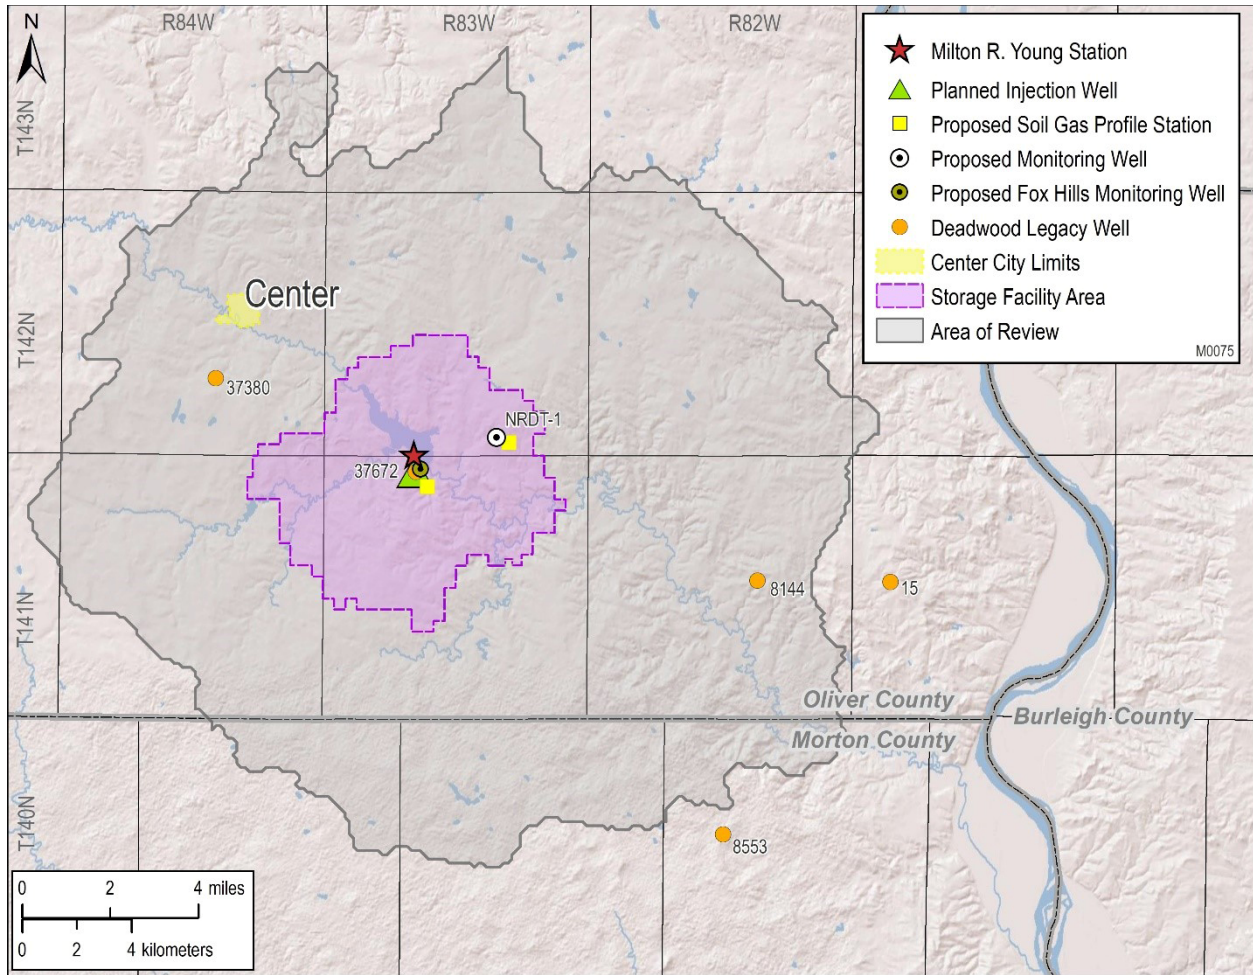 R84W
R83W
R82W
N
T143N
T142N
T141N
T140N
Milton R. Young Station
Planned Injection Well
Proposed Soil Gas Profile Station
Proposed Monitoring Well
Proposed Fox Hills Monitoring Well
Deadwood Legacy Well
Center City Limits
Storage Facility Area
Area of Review
M0075
Center
37380
NRDT-1
37672
8144
15
Oliver County
Burleigh County
Morton County
8553
0 2 4 miles
0 2 4 kilometers